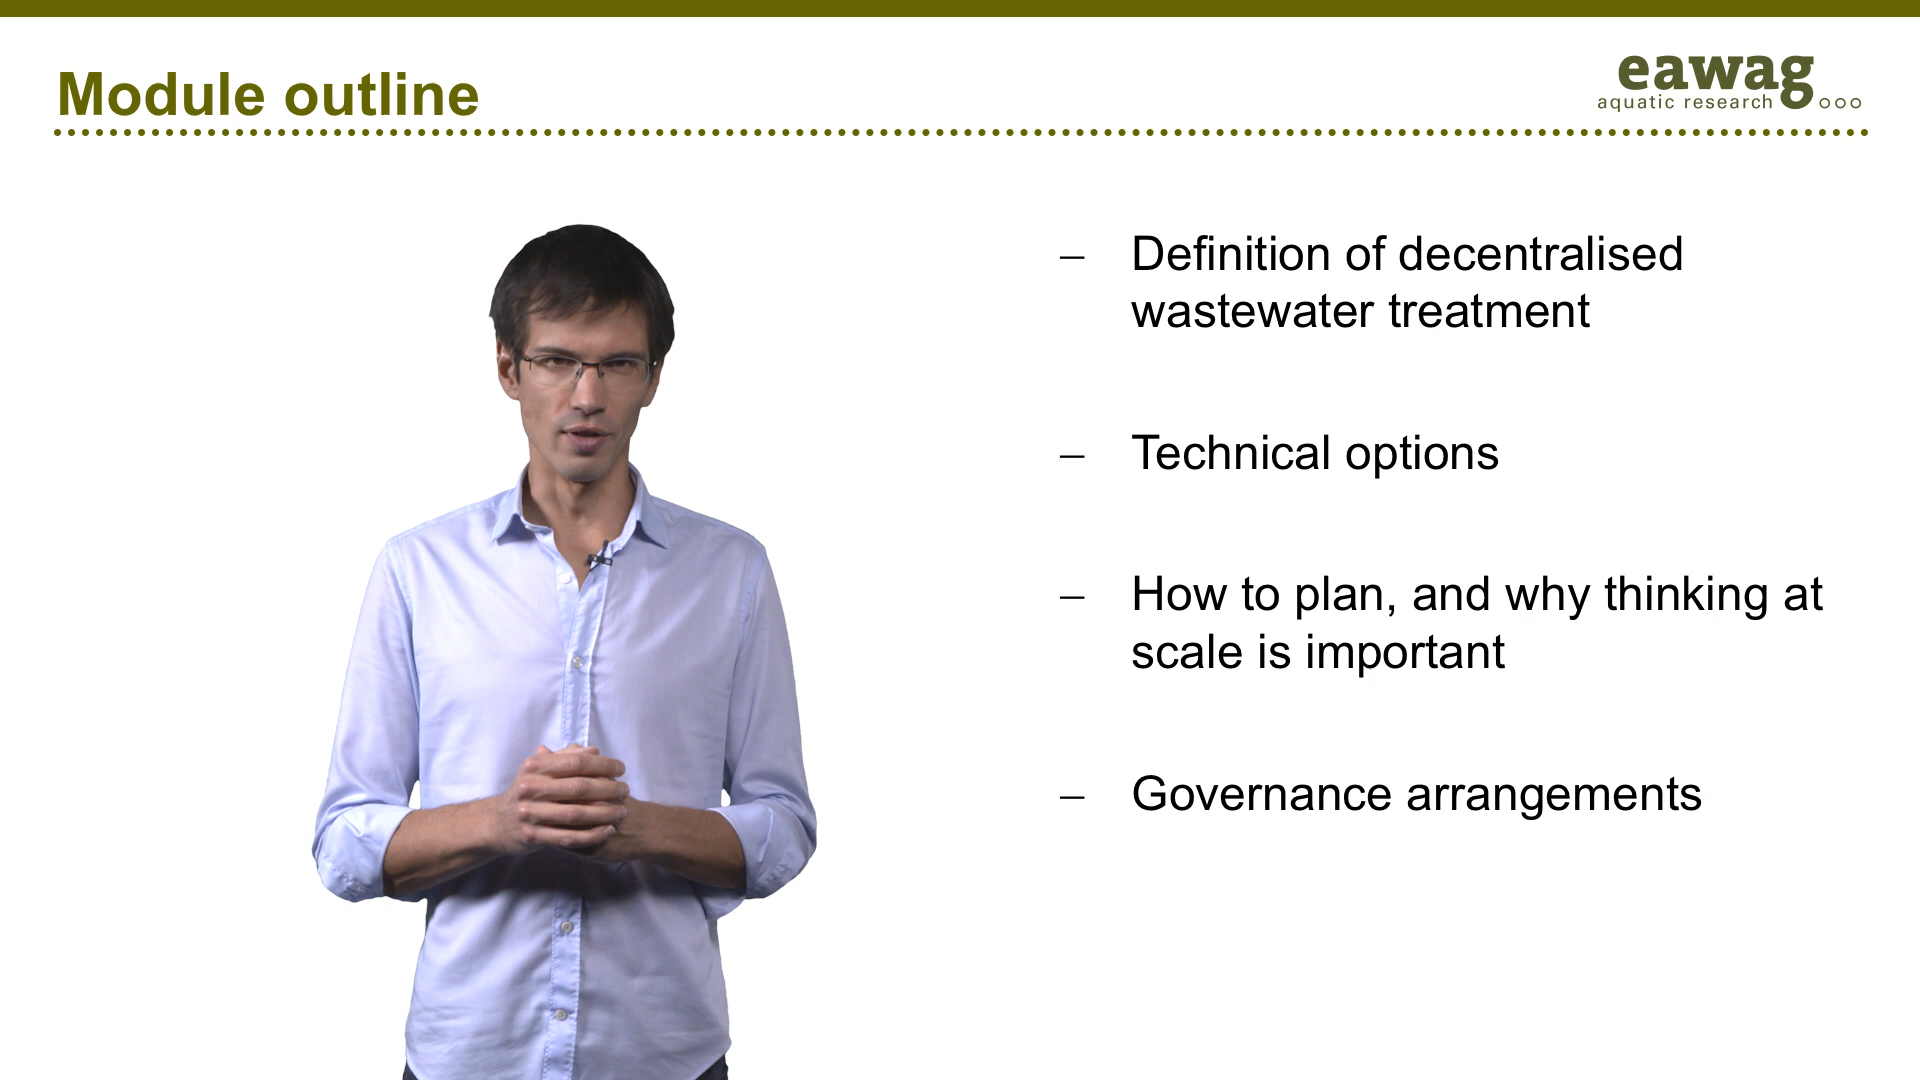 Module outline
eawag
aquatic research
– Definition of decentralised
wastewater treatment
– Technical options
– How to plan, and why thinking at
scale is important
– Governance arrangements